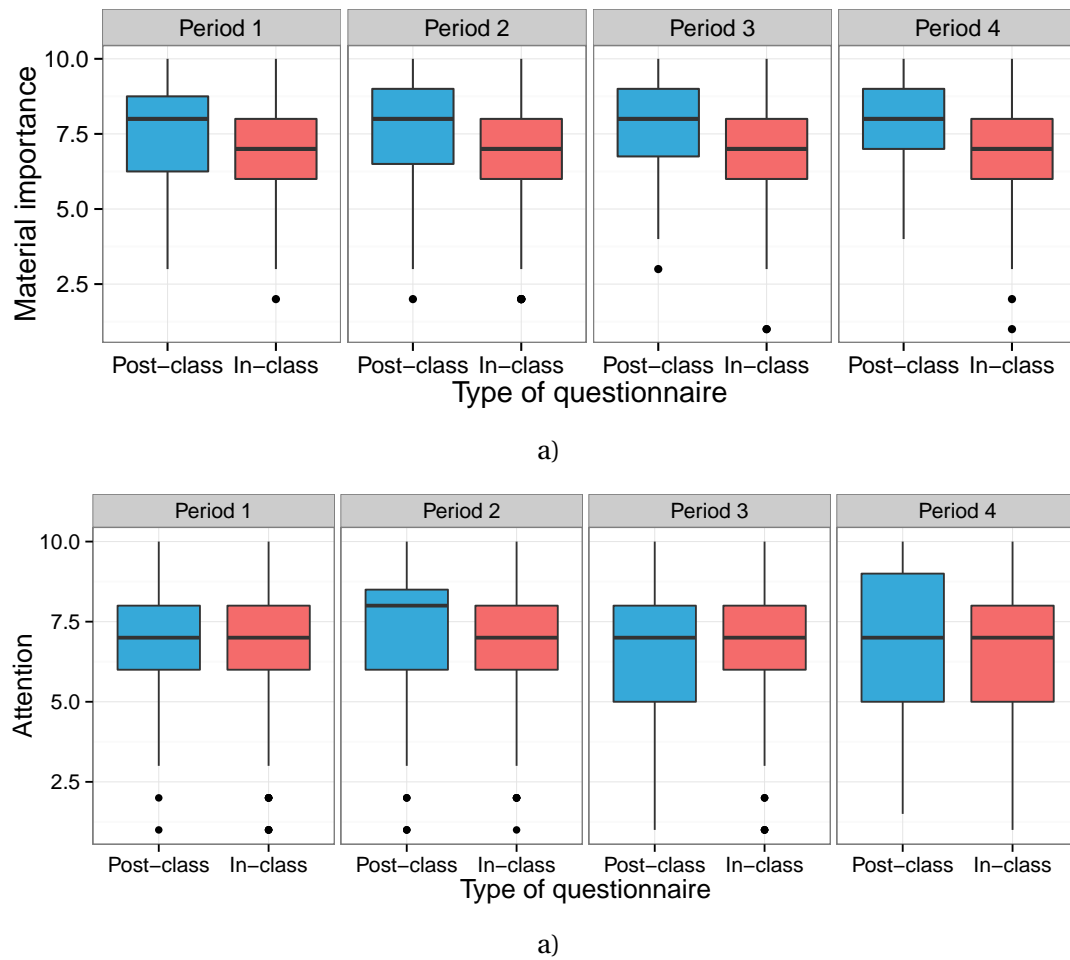 Period 1 Period 2 Period 3 Period 4
Material importance
10.0
7.5
5.0
2.5
Post−class In−class Post−class In−class Post−class In−class Post−class In−class
Type of questionnaire
a)
Period 1 Period 2 Period 3 Period 4
Attention
10.0
7.5
5.0
2.5
Post−class In−class Post−class In−class Post−class In−class Post−class In−class
Type of questionnaire
a)